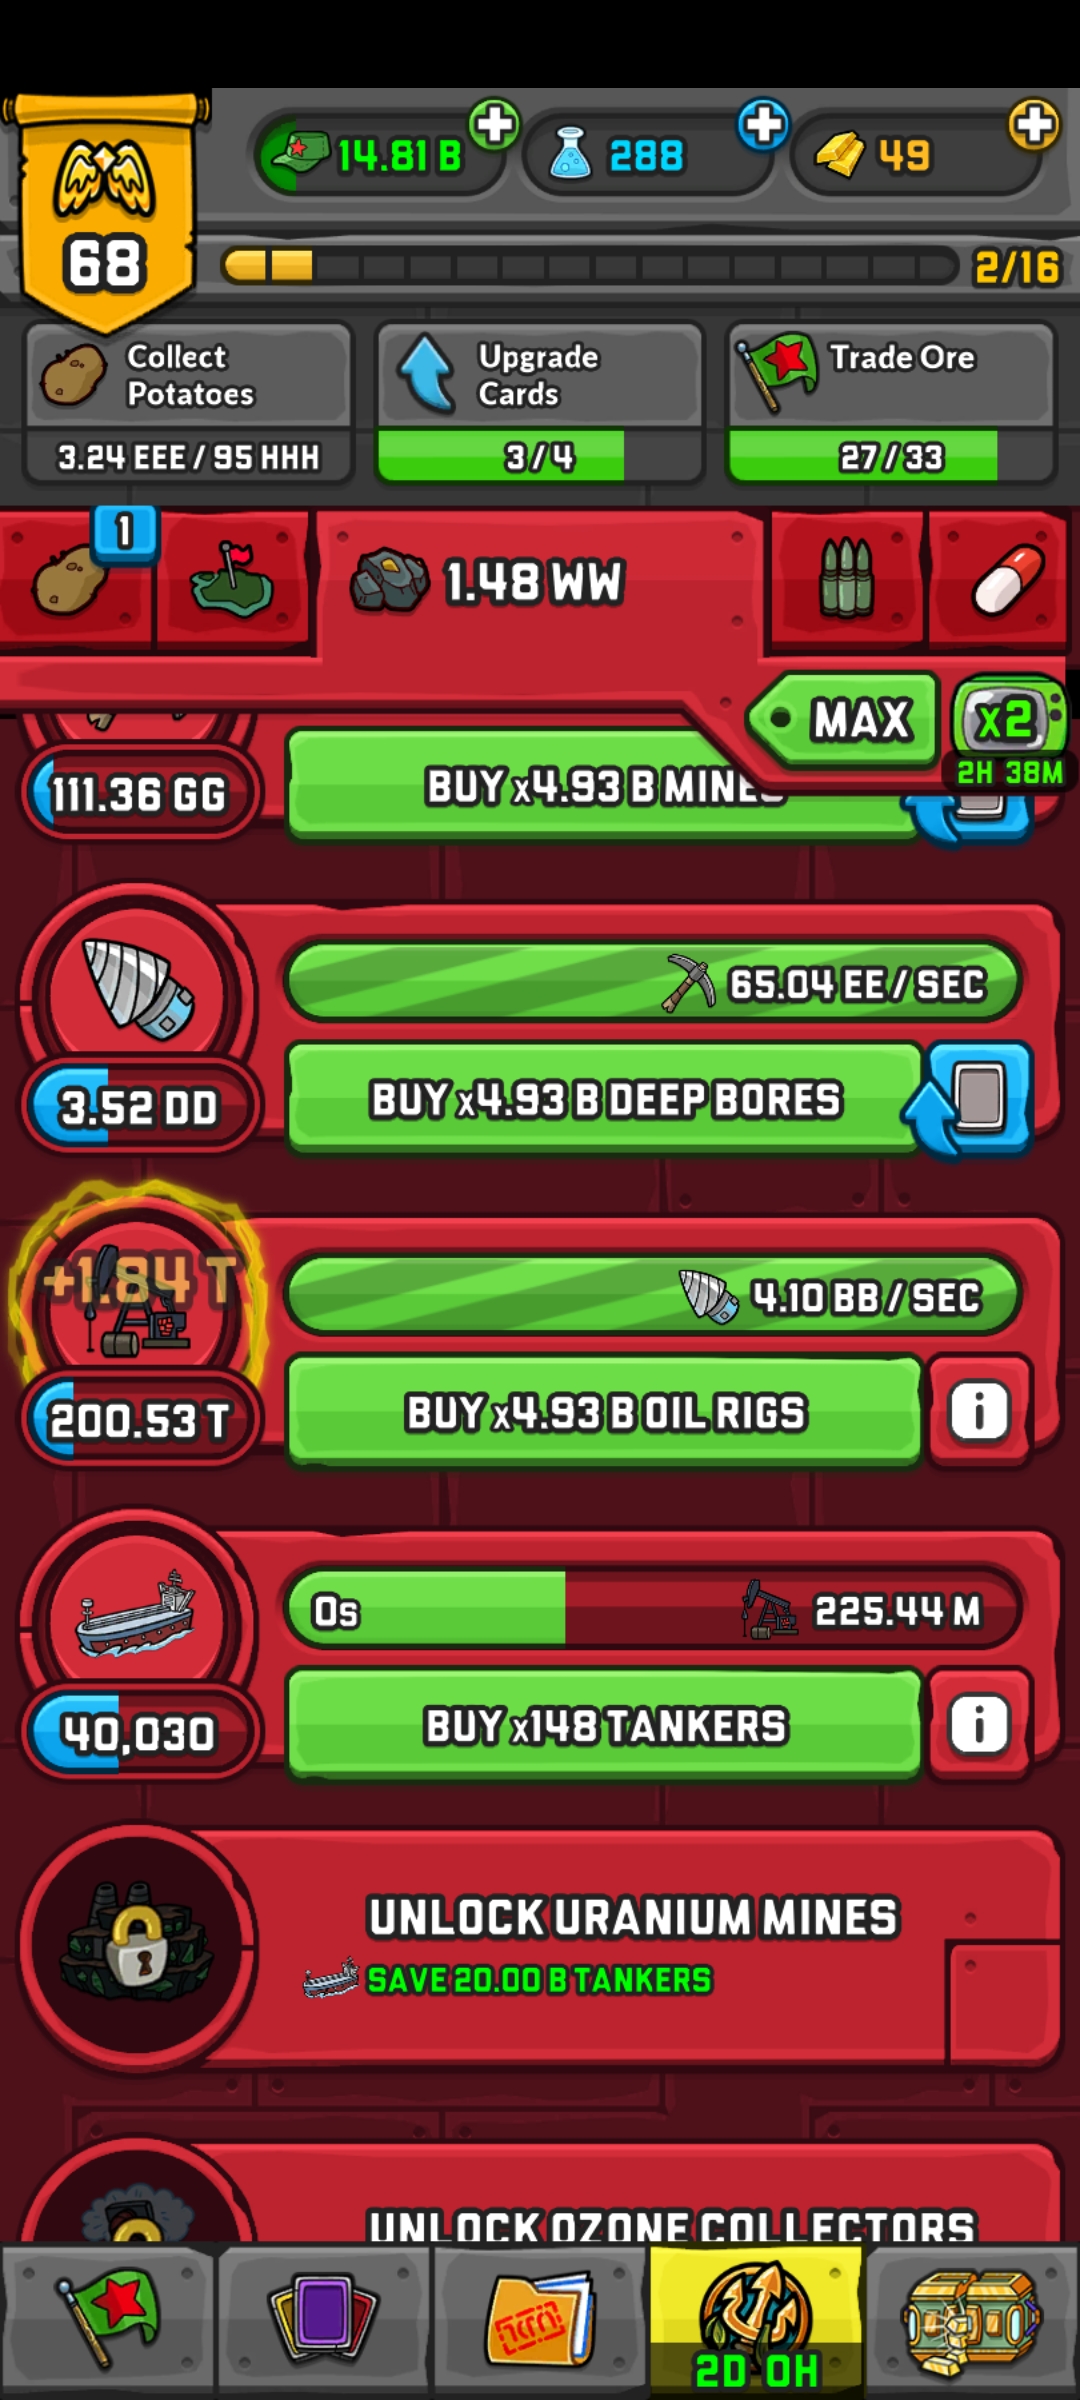 14.81 B
288
49
68
2/16
Collect
Potatoes
3.24 EEE / 95 HHH
Upgrade
Cards
3/4
Trade Ore
27/33
1
1.48 WW
MAX
x2
2H 38M
111.36 GG
BUY x4.93 B MINES
65.04 EE / SEC
3.52 DD
BUY x4.93 B DEEP BORES
+1.84 T
4.10 BB / SEC
200.53 T
BUY x4.93 B OIL RIGS
i
0s
225.44 M
40,030
BUY x148 TANKERS
i
UNLOCK URANIUM MINES
SAVE 20.00 B TANKERS
UNLOCK OZONE COLLECTORS
2D 0H